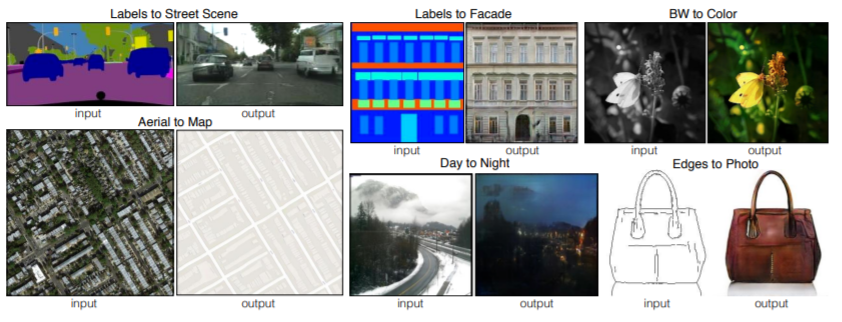 Labels to Street Scene
input
output
Aerial to Map
input
output
Labels to Facade
input
output
BW to Color
input
output
Day to Night
input
output
Edges to Photo
input
output